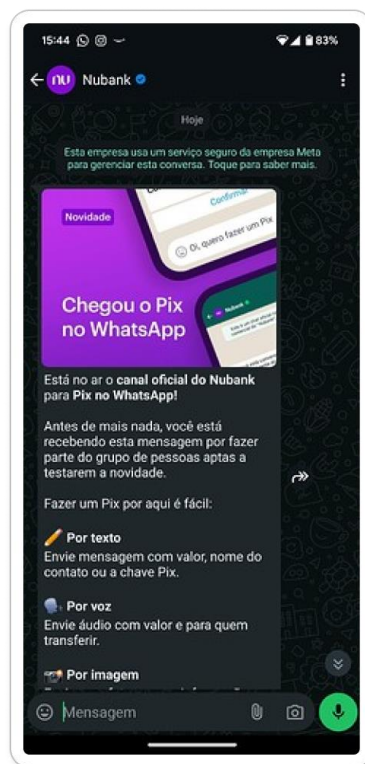 15:44
83%
nu Nubank
Hoje
Esta empresa usa um serviço seguro da empresa Meta
para gerenciar esta conversa. Toque para saber mais.
Novidade
Confirmar
Oi, quero fazer um Pix
Chegou o Pix
no WhatsApp
Nubank
Está no ar o canal oficial do Nubank
para Pix no WhatsApp!
Antes de mais nada, você está
recebendo esta mensagem por fazer
parte do grupo de pessoas aptas a
testarem a novidade.
Fazer um Pix por aqui é fácil:
Por texto
Envie mensagem com valor, nome do
contato ou a chave Pix.
Por voz
Envie áudio com valor e para quem
transferir.
Por imagem
Mensagem